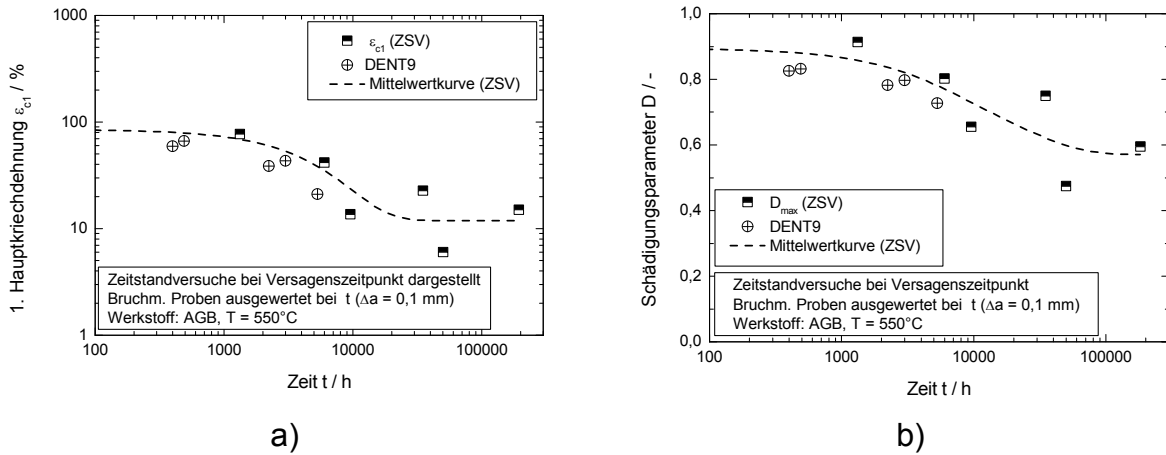 1. Hauptkriechdehnung ε_c1 / %
1000
100
10
1
ε_c1 (ZSV)
DENT9
Mittelwertkurve (ZSV)
Zeitstandversuche bei Versagenszeitpunkt dargestellt
Bruchm. Proben ausgewertet bei t (Δa = 0,1 mm)
Werkstoff: AGB, T = 550°C
100 1000 10000 100000
Zeit t / h
a)
Schädigungsparameter D / -
1,0
0,8
0,6
0,4
0,2
0,0
D_max (ZSV)
DENT9
Mittelwertkurve (ZSV)
Zeitstandversuche bei Versagenszeitpunkt
Bruchm. Proben ausgewertet bei t (Δa = 0,1 mm)
Werkstoff: AGB, T = 550°C
100 1000 10000 100000
Zeit t / h
b)